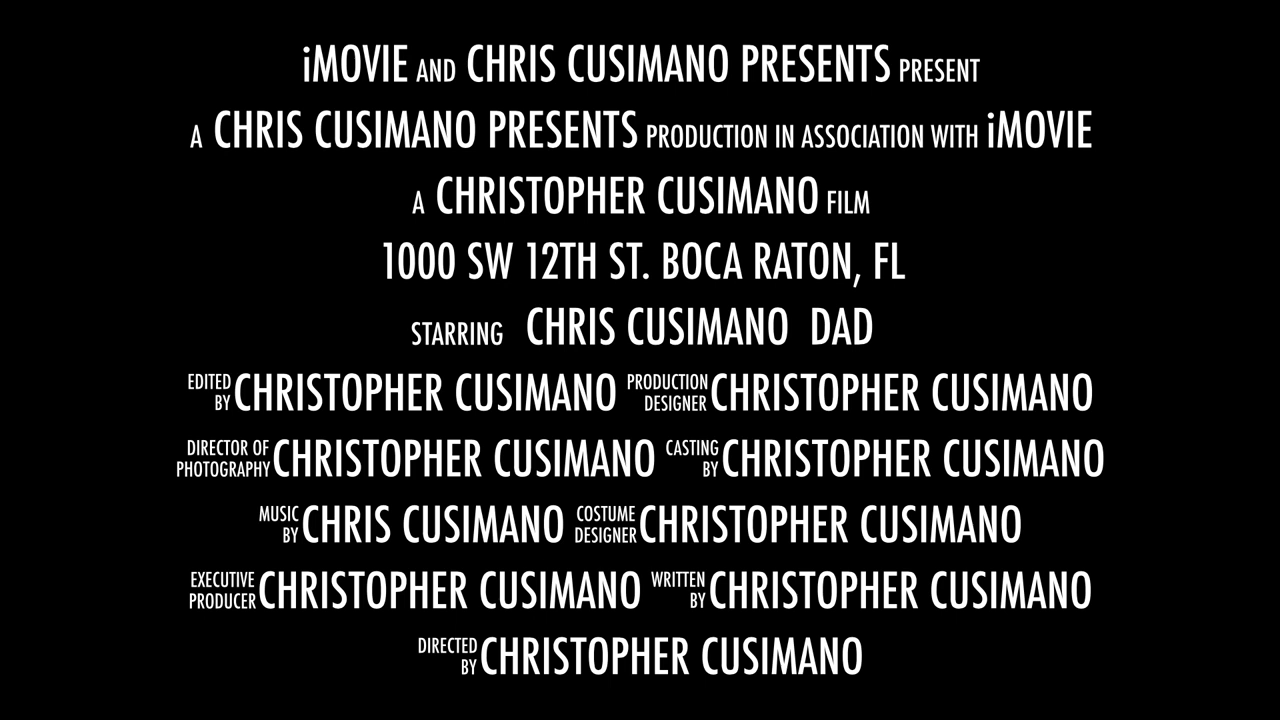 iMOVIE AND CHRIS CUSIMANO PRESENTS PRESENT
A CHRIS CUSIMANO PRESENTS PRODUCTION IN ASSOCIATION WITH iMOVIE
A CHRISTOPHER CUSIMANO FILM
1000 SW 12TH ST. BOCA RATON, FL
STARRING CHRIS CUSIMANO DAD
EDITED BY CHRISTOPHER CUSIMANO PRODUCTION DESIGNER CHRISTOPHER CUSIMANO
DIRECTOR OF PHOTOGRAPHY CHRISTOPHER CUSIMANO CASTING BY CHRISTOPHER CUSIMANO
MUSIC BY CHRIS CUSIMANO COSTUME DESIGNER CHRISTOPHER CUSIMANO
EXECUTIVE PRODUCER CHRISTOPHER CUSIMANO WRITTEN BY CHRISTOPHER CUSIMANO
DIRECTED BY CHRISTOPHER CUSIMANO